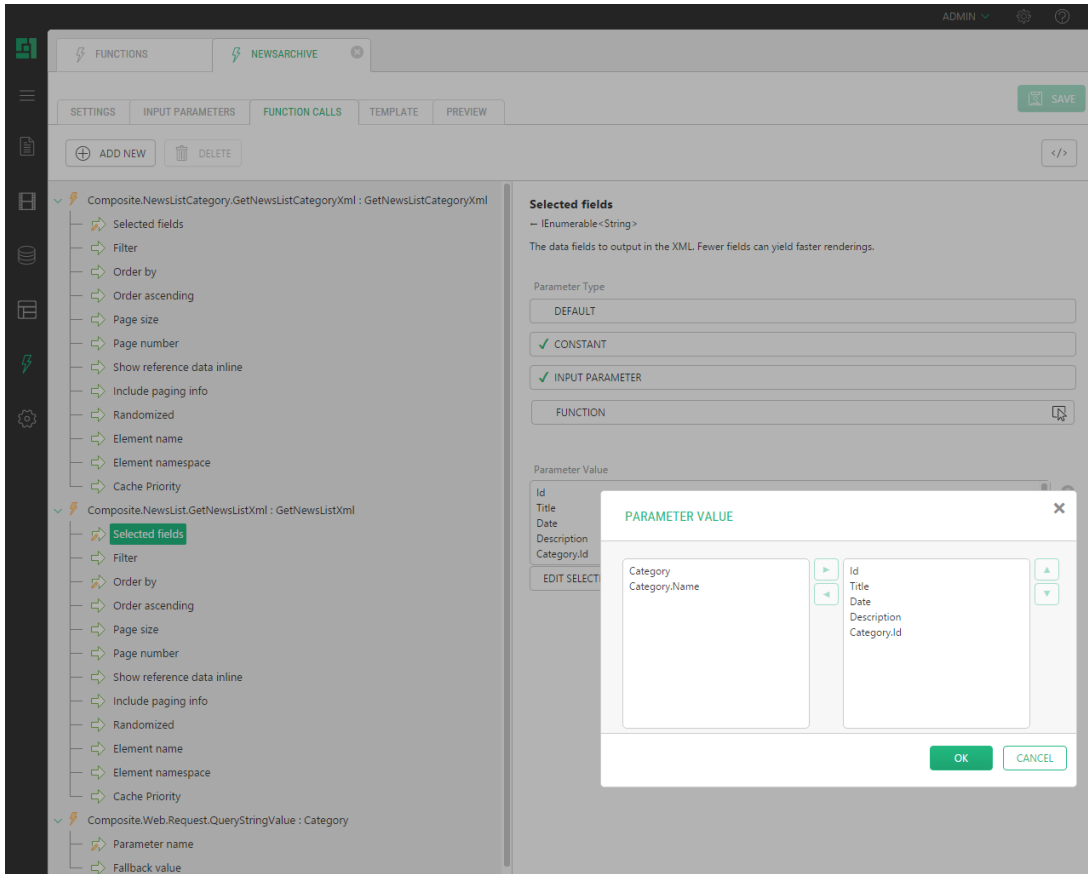 ADMIN
FUNCTIONS
NEWSARCHIVE
SETTINGS
INPUT PARAMETERS
FUNCTION CALLS
TEMPLATE
PREVIEW
SAVE
ADD NEW
DELETE
</>
Composite.NewsListCategory.GetNewsListCategoryXml : GetNewsListCategoryXml
Selected fields
Filter
Order by
Order ascending
Page size
Page number
Show reference data inline
Include paging info
Randomized
Element name
Element namespace
Cache Priority
Composite.NewsList.GetNewsListXml : GetNewsListXml
Selected fields
Filter
Order by
Order ascending
Page size
Page number
Show reference data inline
Include paging info
Randomized
Element name
Element namespace
Cache Priority
Composite.Web.Request.QueryStringValue : Category
Parameter name
Fallback value
Selected fields
– IEnumerable<String>
The data fields to output in the XML. Fewer fields can yield faster renderings.
Parameter Type
DEFAULT
CONSTANT
INPUT PARAMETER
FUNCTION
Parameter Value
Id
Title
Date
Description
Category.Id
EDIT SELECTI
PARAMETER VALUE
Category
Category.Name
Id
Title
Date
Description
Category.Id
OK
CANCEL